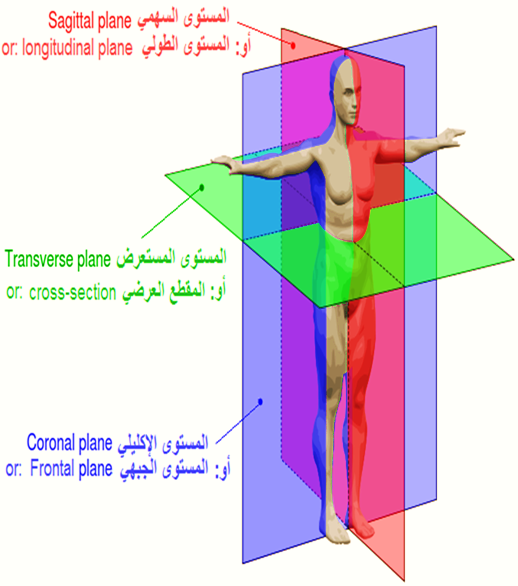 Sagittal plane المستوى السهمي
or: longitudinal plane أو: المستوى الطولي
Transverse plane المستوى المستعرض
or: cross-section أو: المقطع العرضي
Coronal plane المستوى الإكليلي
or: Frontal plane أو: المستوى الجبهي